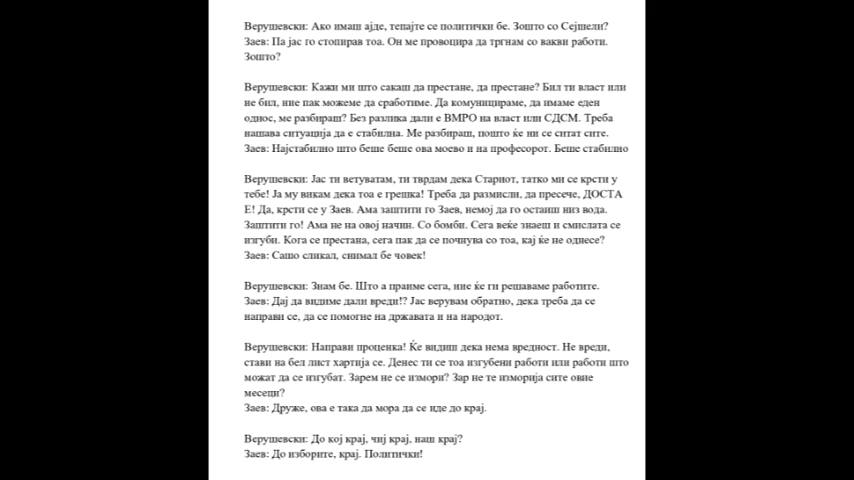 Верушевски: Ако имаш ајде, тепајте се политички бе. Зошто со Сејшели?
Заев: Па јас го стопирав тоа. Он ме провоцира да тргнам со вакви работи.
Зошто?
Верушевски: Кажи ми што сакаш да престане, да престане? Бил ти власт или
не бил, ние пак можеме да сработиме. Да комуницираме, да имаме еден
однос, ме разбираш? Без разлика дали е ВМРО на власт или СДСМ. Треба
нашава ситуација да е стабилна. Ме разбираш, пошто ќе ни се ситат сите.
Заев: Најстабилно што беше беше ова моево и на професорот. Беше стабилно
Верушевски: Јас ти ветуватам, ти тврдам дека Стариот, татко ми се крсти у
тебе! Ја му викам дека тоа е грешка! Треба да размисли, да пресече, ДОСТА
Е! Да, крсти се у Заев. Ама заштити го Заев, немој да го остаиш низ вода.
Заштити го! Ама не на овој начин. Со бомби. Сега веќе знаеш и смислата се
изгуби. Кога се престана, сега пак да се почнува со тоа, кај ќе не однесе?
Заев: Сашо сликал, снимал бе човек!
Верушевски: Знам бе. Што а праиме сега, ние ќе ги решаваме работите.
Заев: Дај да видиме дали вреди!? Јас верувам обратно, дека треба да се
направи се, да се помогне на државата и на народот.
Верушевски: Направи проценка! Ќе видиш дека нема вредност. Не вреди,
стави на бел лист хартија се. Денес ти се тоа изгубени работи или работи што
можат да се изгубат. Зарем не се измори? Зар не те изморија сите овие
месеци?
Заев: Друже, ова е така да мора да се иде до крај.
Верушевски: До кој крај, чиј крај, наш крај?
Заев: До изборите, крај. Политички!